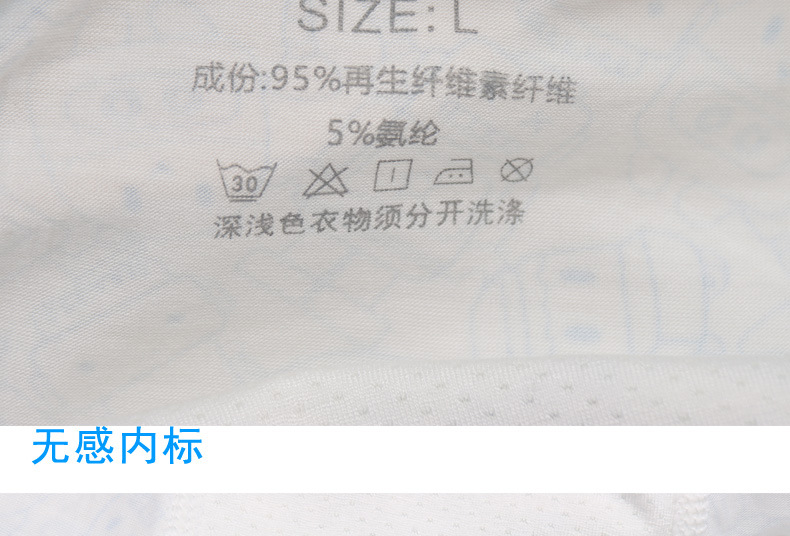 SIZE: L
成份:95%再生纤维素纤维
5%氨纶
30
深浅色衣物须分开洗涤
无感内标